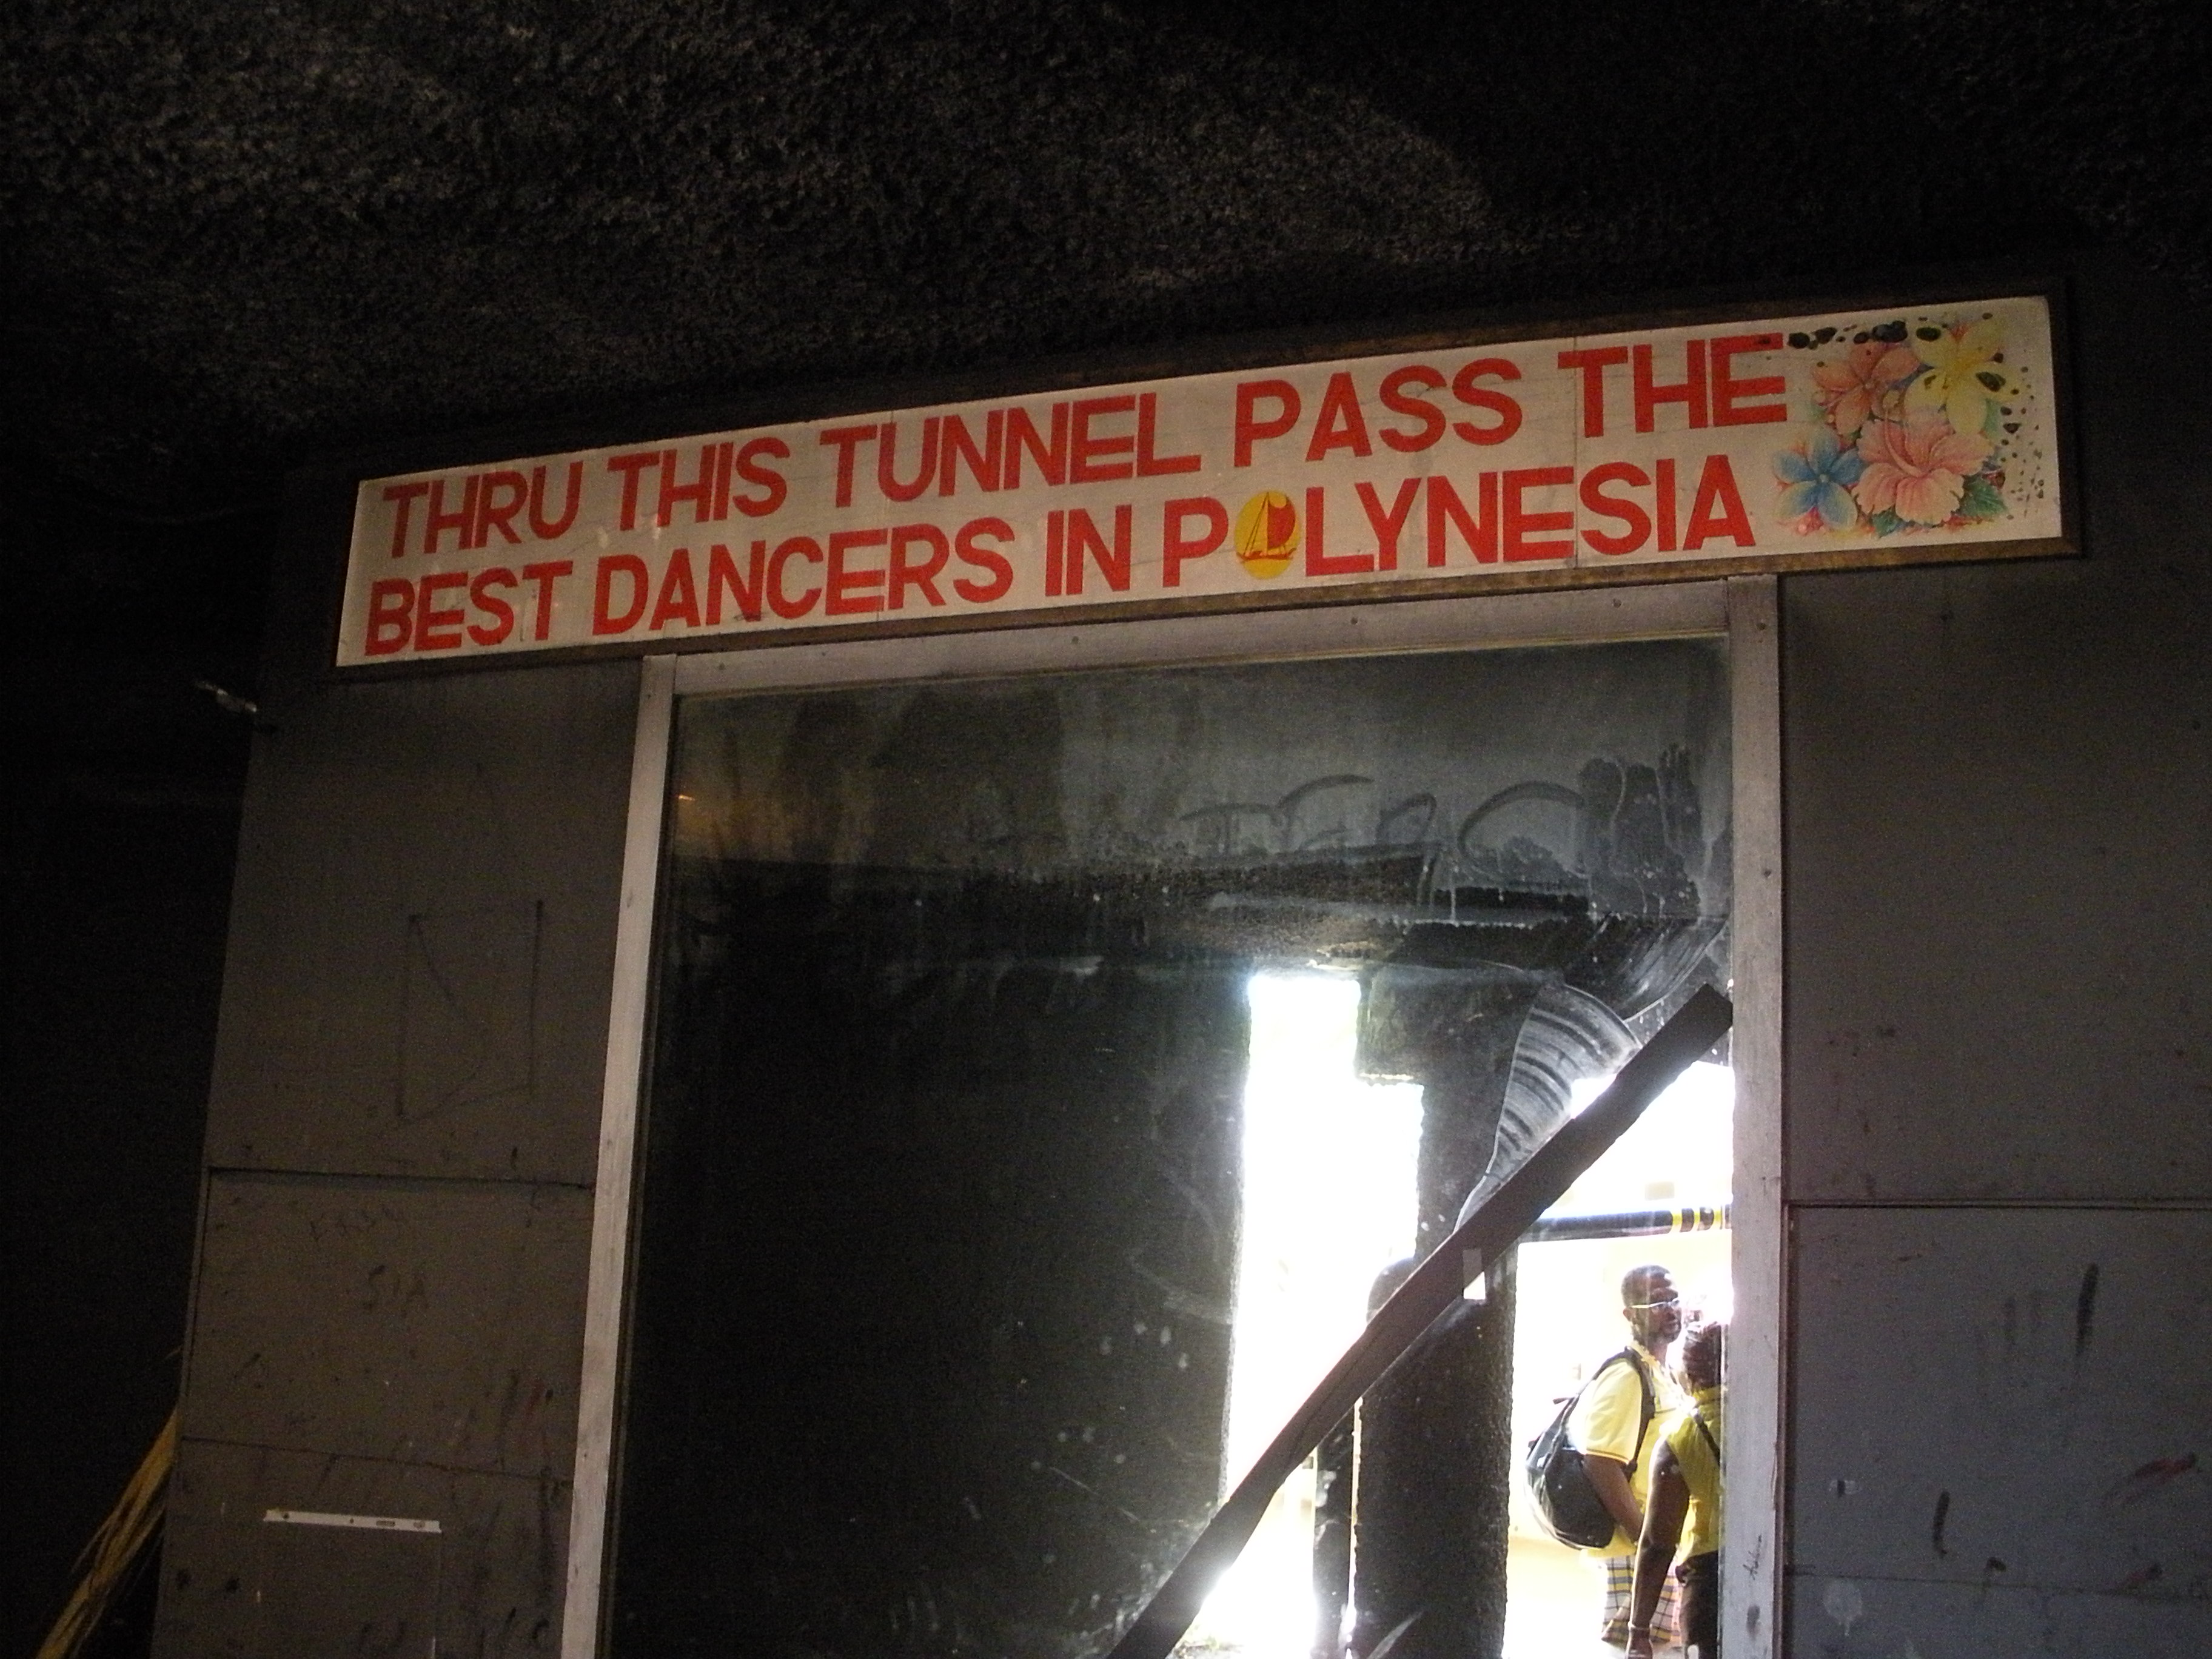 THRU THIS TUNNEL PASS THE
BEST DANCERS IN POLYNESIA